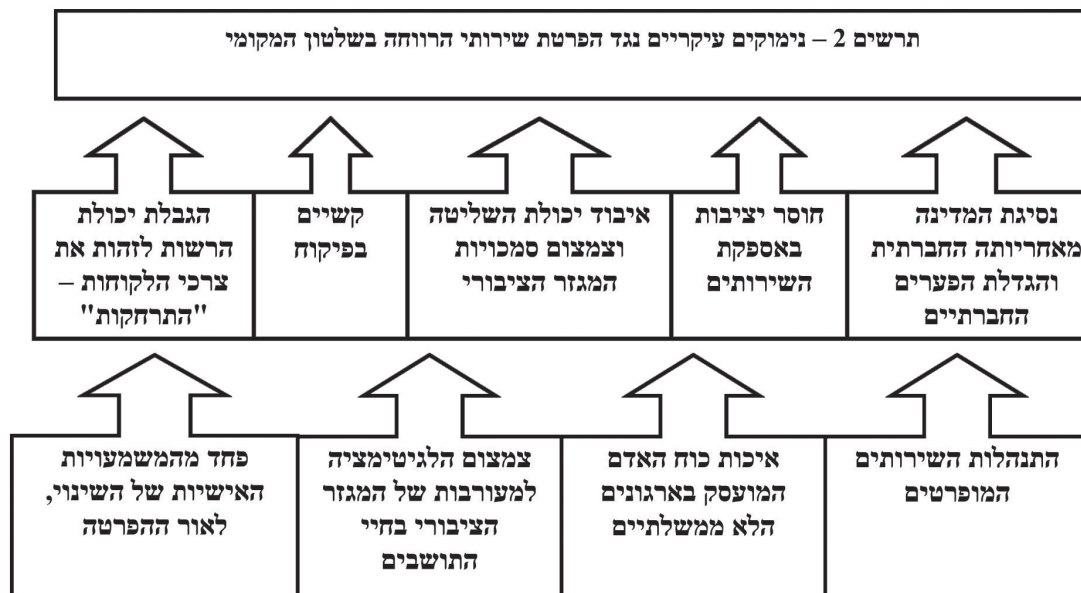 תרשים 2 – נימוקים עיקריים נגד הפרטת שירותי הרווחה בשלטון המקומי
נסיגת המדינה
מאחריותה החברתית
והגדלת הפערים
החברתיים
חוסר יציבות
באספקת
השירותים
איבוד יכולת השליטה
וצמצום סמכויות
המגזר הציבורי
קשיים
בפיקוח
הגבלת יכולת
הרשות לזהות את
צרכי הלקוחות –
"התרחקות"
התנהלות השירותים
המופרטים
איכות כוח האדם
המועסק בארגונים
הלא ממשלתיים
צמצום הלגיטימציה
למעורבות של המגזר
הציבורי בחיי
התושבים
פחד מהמשמעויות
האישיות של השינוי,
לאור ההפרטה